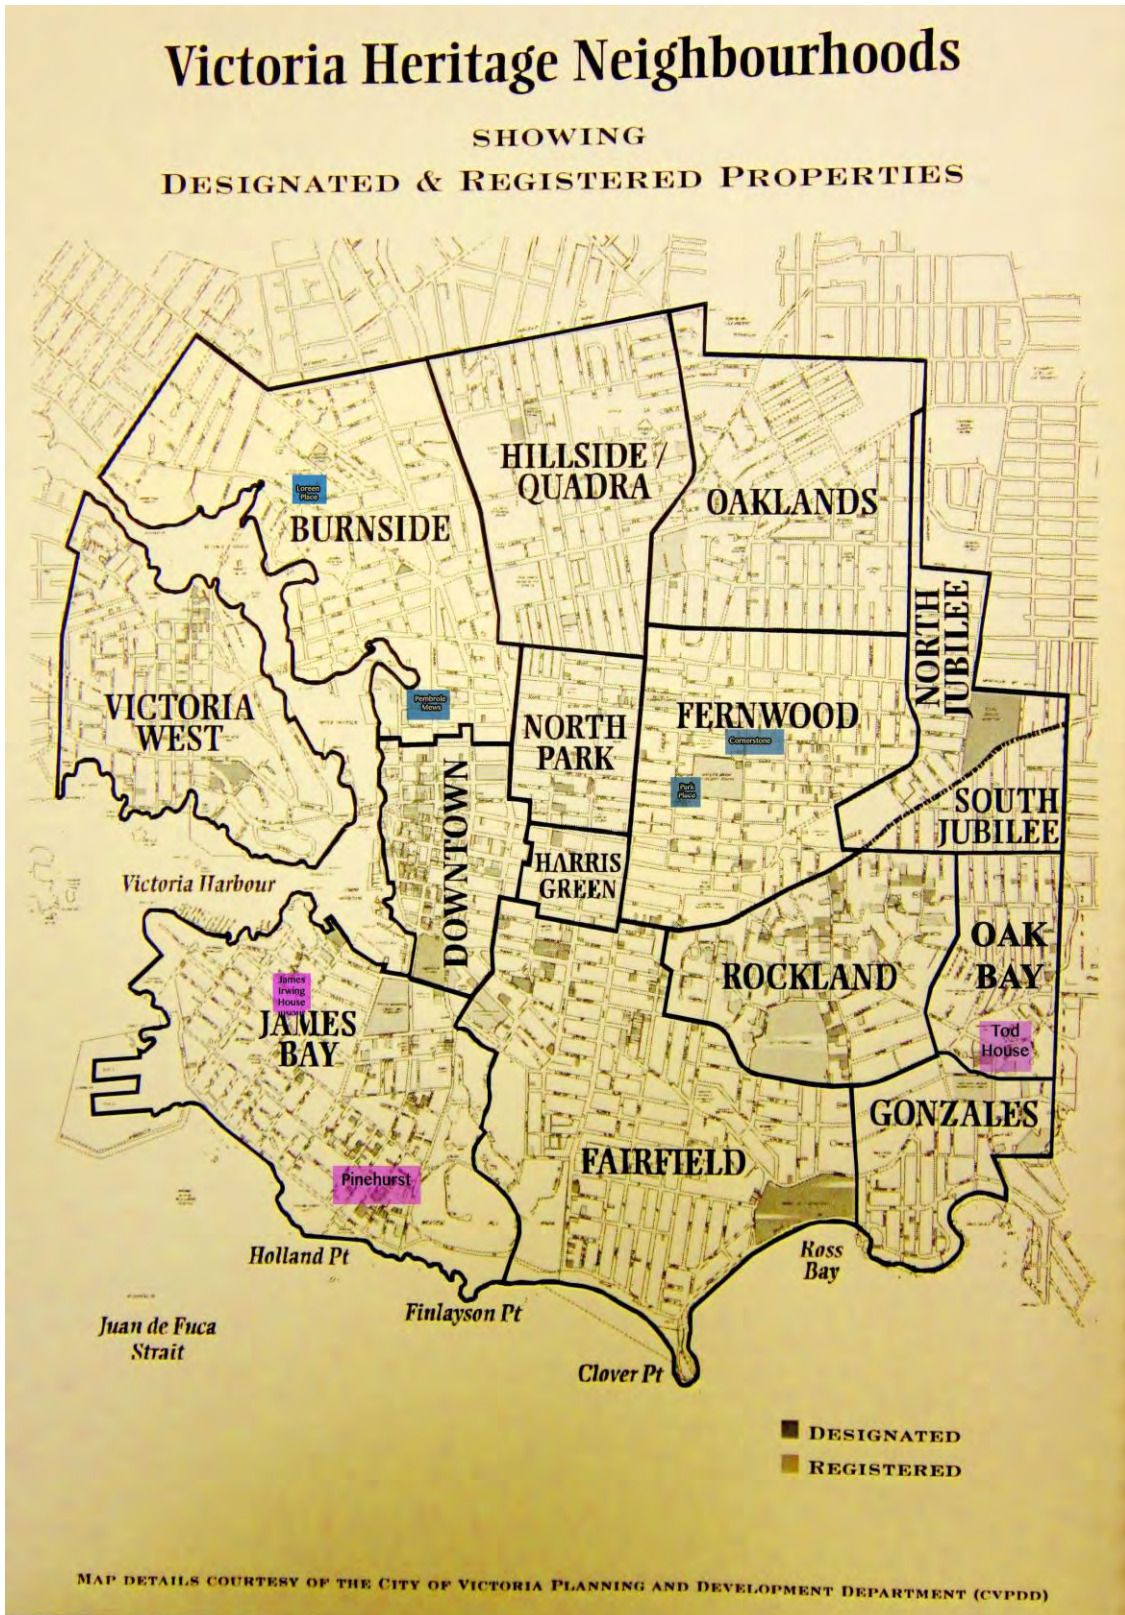 Victoria Heritage Neighbourhoods
SHOWING
DESIGNATED & REGISTERED PROPERTIES
HILLSIDE /
QUADRA
OAKLANDS
Loreen
Place
BURNSIDE
NORTH
JUBILEE
VICTORIA
WEST
Pembroke
Mews
NORTH
PARK
FERNWOOD
Cornerstone
Park
Place
SOUTH
JUBILEE
DOWNTOWN
HARRIS
GREEN
Victoria Harbour
OAK
BAY
ROCKLAND
James
Irwing
House
JAMES
BAY
Tod
House
GONZALES
FAIRFIELD
Pinehurst
Holland Pt
Ross
Bay
Finlayson Pt
Juan de Fuca
Strait
Clover Pt
DESIGNATED
REGISTERED
MAP DETAILS COURTESY OF THE CITY OF VICTORIA PLANNING AND DEVELOPMENT DEPARTMENT (CVPDD)